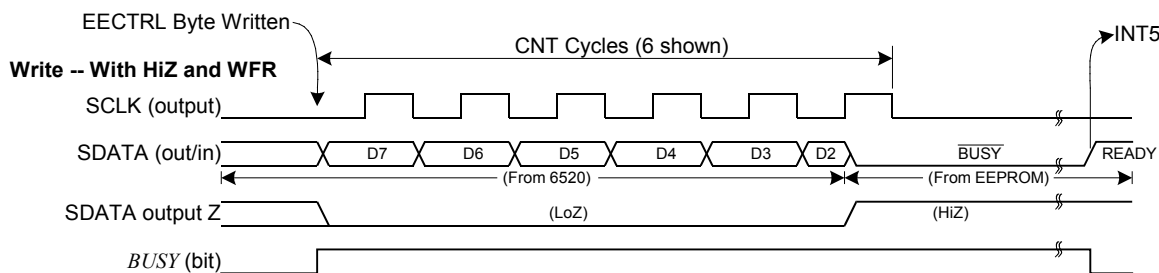 EECTRL Byte Written
INT5
CNT Cycles (6 shown)
Write -- With HiZ and WFR
SCLK (output)
SDATA (out/in) D7 D6 D5 D4 D3 D2 BUSY READY
(From 6520) (From EEPROM)
SDATA output Z (LoZ) (HiZ)
BUSY (bit)